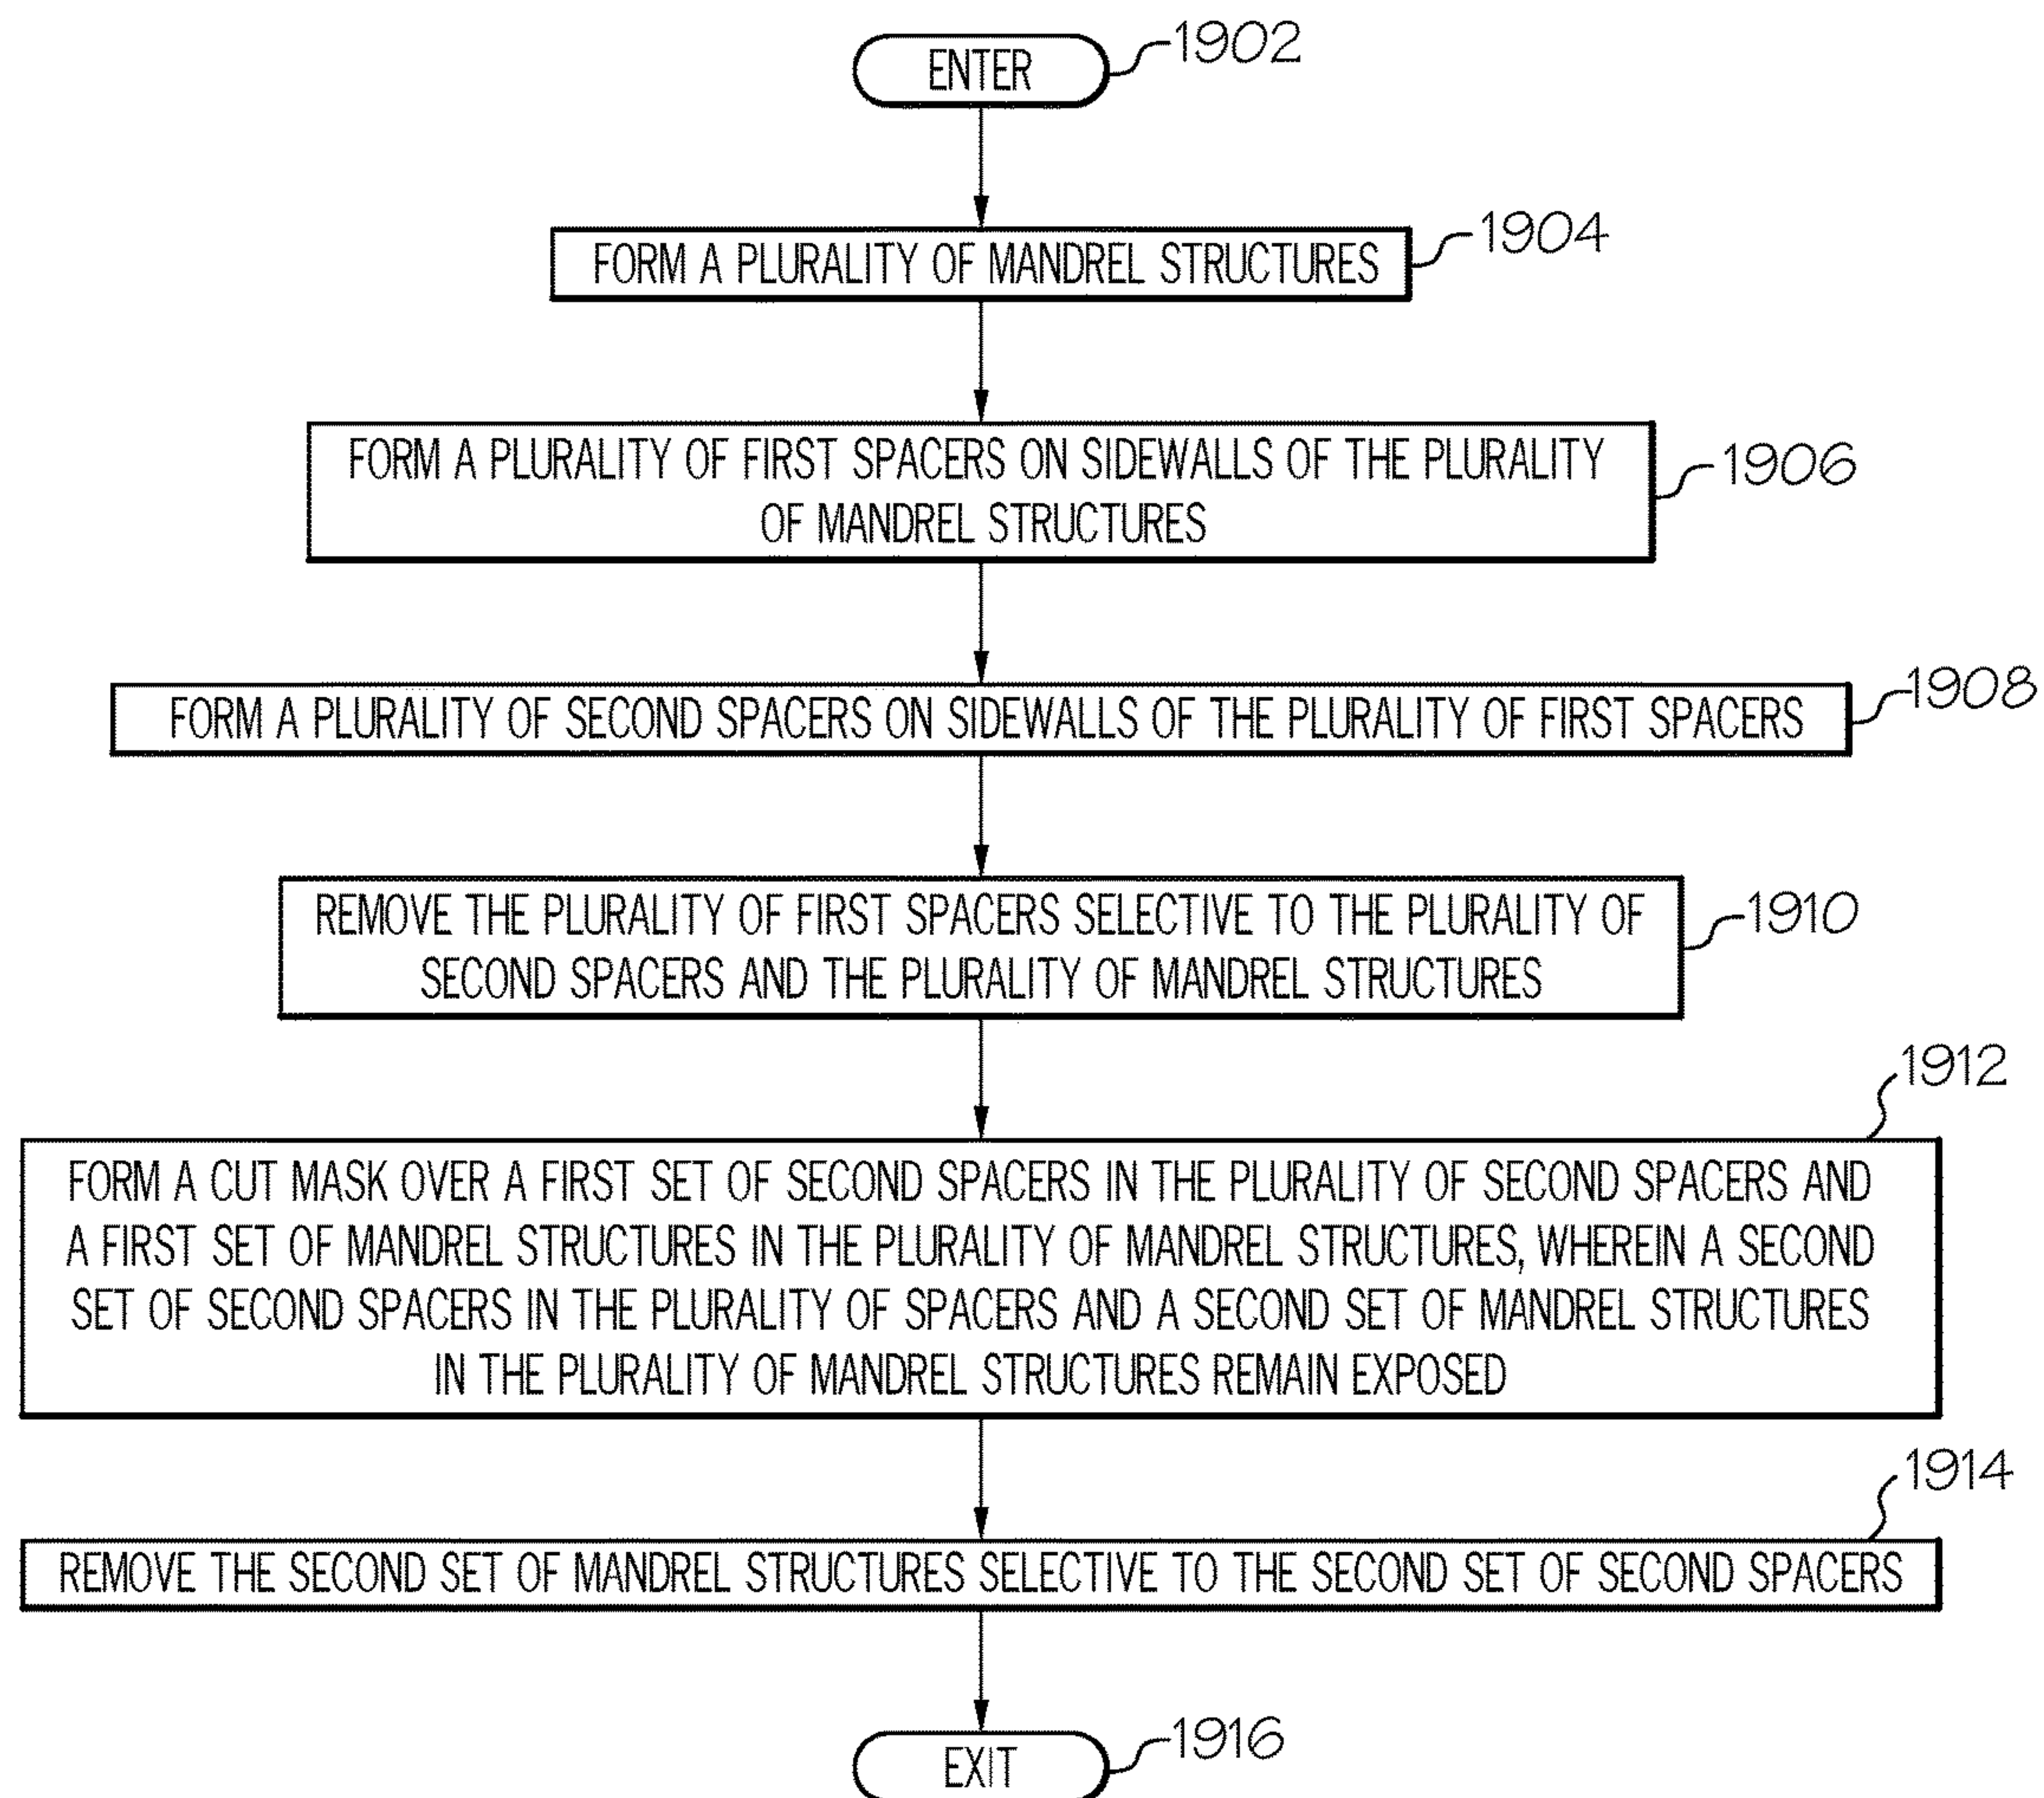 ENTER
1902
FORM A PLURALITY OF MANDREL STRUCTURES
1904
FORM A PLURALITY OF FIRST SPACERS ON SIDEWALLS OF THE PLURALITY
OF MANDREL STRUCTURES
1906
FORM A PLURALITY OF SECOND SPACERS ON SIDEWALLS OF THE PLURALITY OF FIRST SPACERS
1908
REMOVE THE PLURALITY OF FIRST SPACERS SELECTIVE TO THE PLURALITY OF
SECOND SPACERS AND THE PLURALITY OF MANDREL STRUCTURES
1910
1912
FORM A CUT MASK OVER A FIRST SET OF SECOND SPACERS IN THE PLURALITY OF SECOND SPACERS AND
A FIRST SET OF MANDREL STRUCTURES IN THE PLURALITY OF MANDREL STRUCTURES, WHEREIN A SECOND
SET OF SECOND SPACERS IN THE PLURALITY OF SPACERS AND A SECOND SET OF MANDREL STRUCTURES
IN THE PLURALITY OF MANDREL STRUCTURES REMAIN EXPOSED
1914
REMOVE THE SECOND SET OF MANDREL STRUCTURES SELECTIVE TO THE SECOND SET OF SECOND SPACERS
EXIT
1916